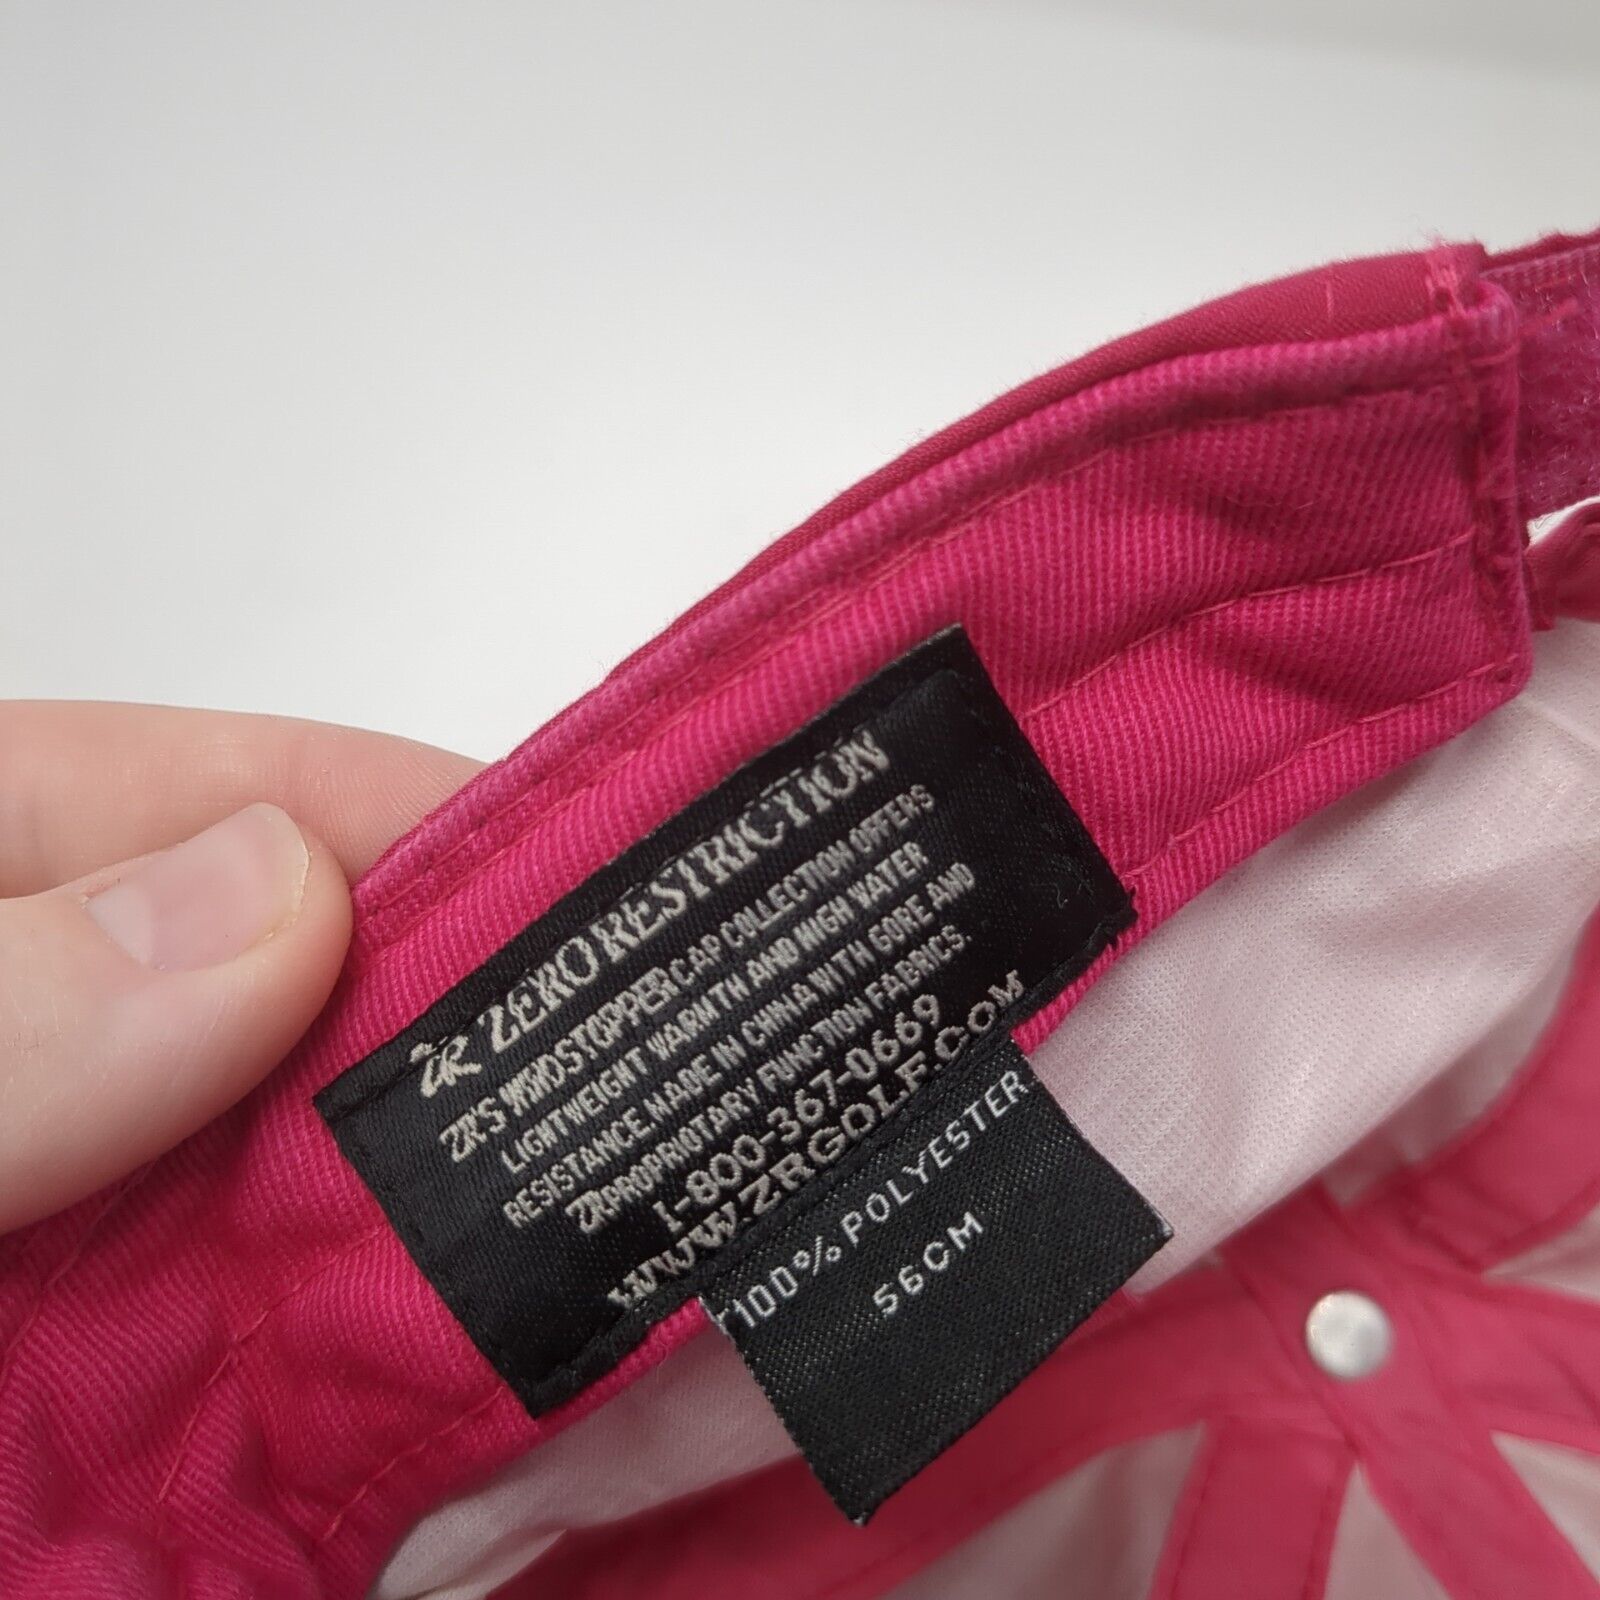 ZR ZERO RESTRICTION
ZR'S WINDSTOPPER CAP COLLECTION OFFERS
LIGHTWEIGHT WARMTH AND HIGH WATER
RESISTANCE. MADE IN CHINA WITH GORE AND
ZR PROPRIOTARY FUNCTION FABRICS.
1-800-367-0669
WWW.ZRGOLF.COM
100% POLYESTER
56CM